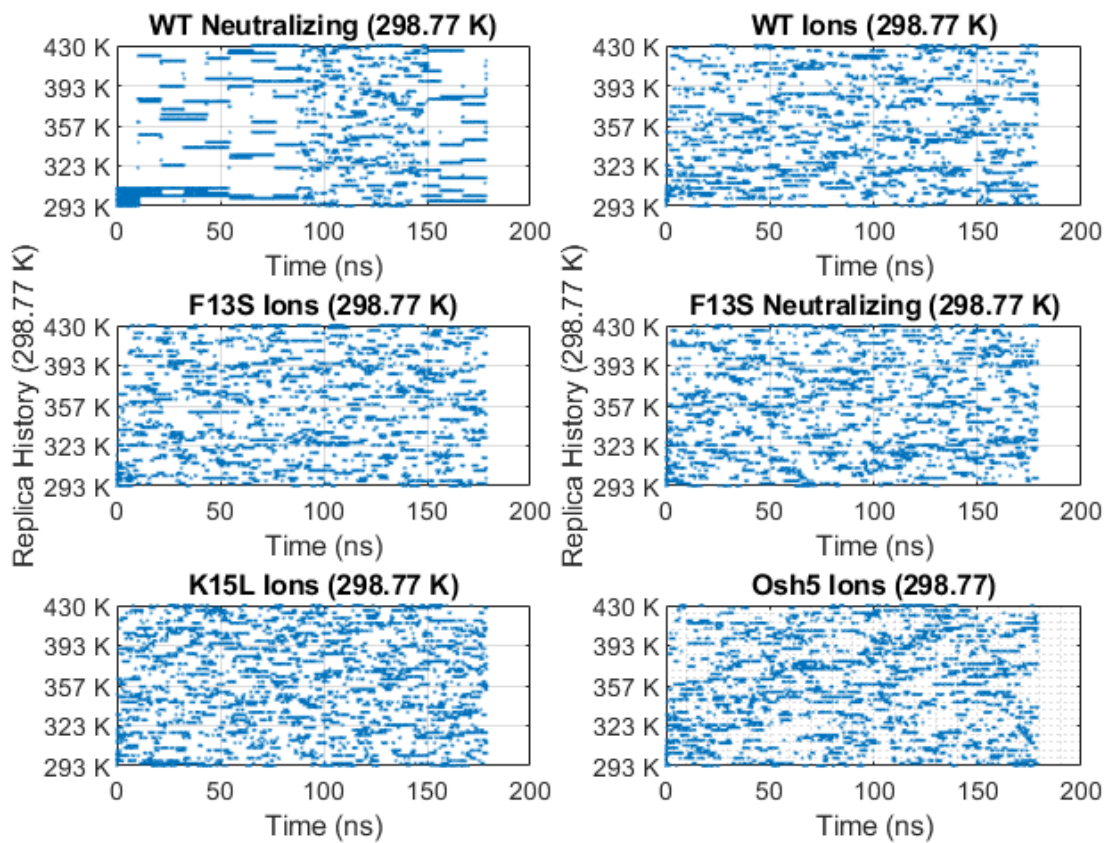 WT Neutralizing (298.77 K)
430 K
393 K
357 K
323 K
293 K
0 50 100 150 200
Time (ns)
WT Ions (298.77 K)
430 K
393 K
357 K
323 K
293 K
0 50 100 150 200
Time (ns)
Replica History (298.77 K)
F13S Ions (298.77 K)
430 K
393 K
357 K
323 K
293 K
0 50 100 150 200
Time (ns)
Replica History (298.77 K)
F13S Neutralizing (298.77 K)
430 K
393 K
357 K
323 K
293 K
0 50 100 150 200
Time (ns)
K15L Ions (298.77 K)
430 K
393 K
357 K
323 K
293 K
0 50 100 150 200
Time (ns)
Osh5 Ions (298.77)
430 K
393 K
357 K
323 K
293 K
0 50 100 150 200
Time (ns)